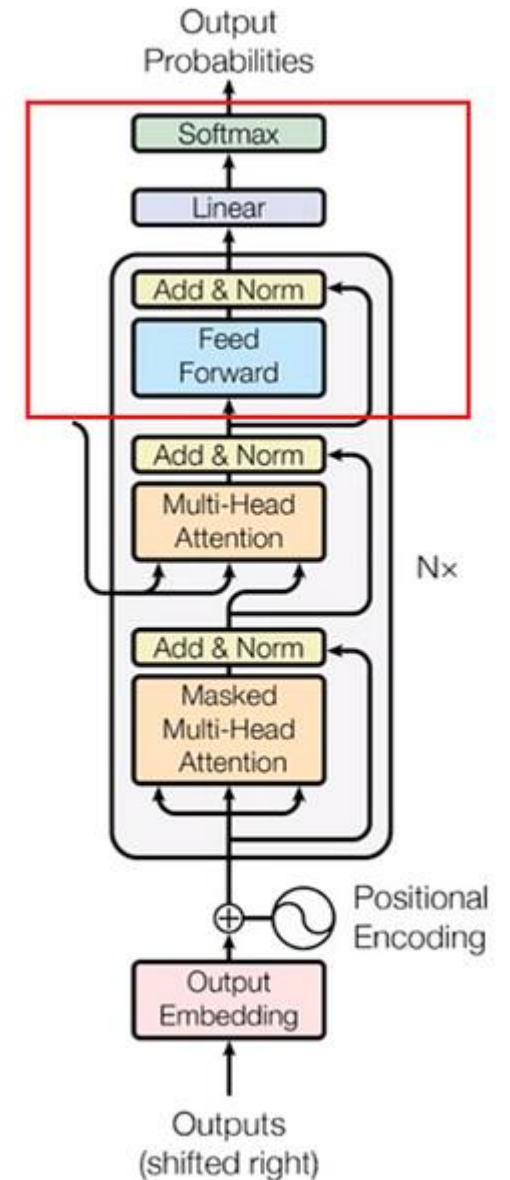 Output
Probabilities
Softmax
Linear
Add & Norm
Feed
Forward
Add & Norm
Multi-Head
Attention
N×
Add & Norm
Masked
Multi-Head
Attention
Positional
Encoding
Output
Embedding
Outputs
(shifted right)